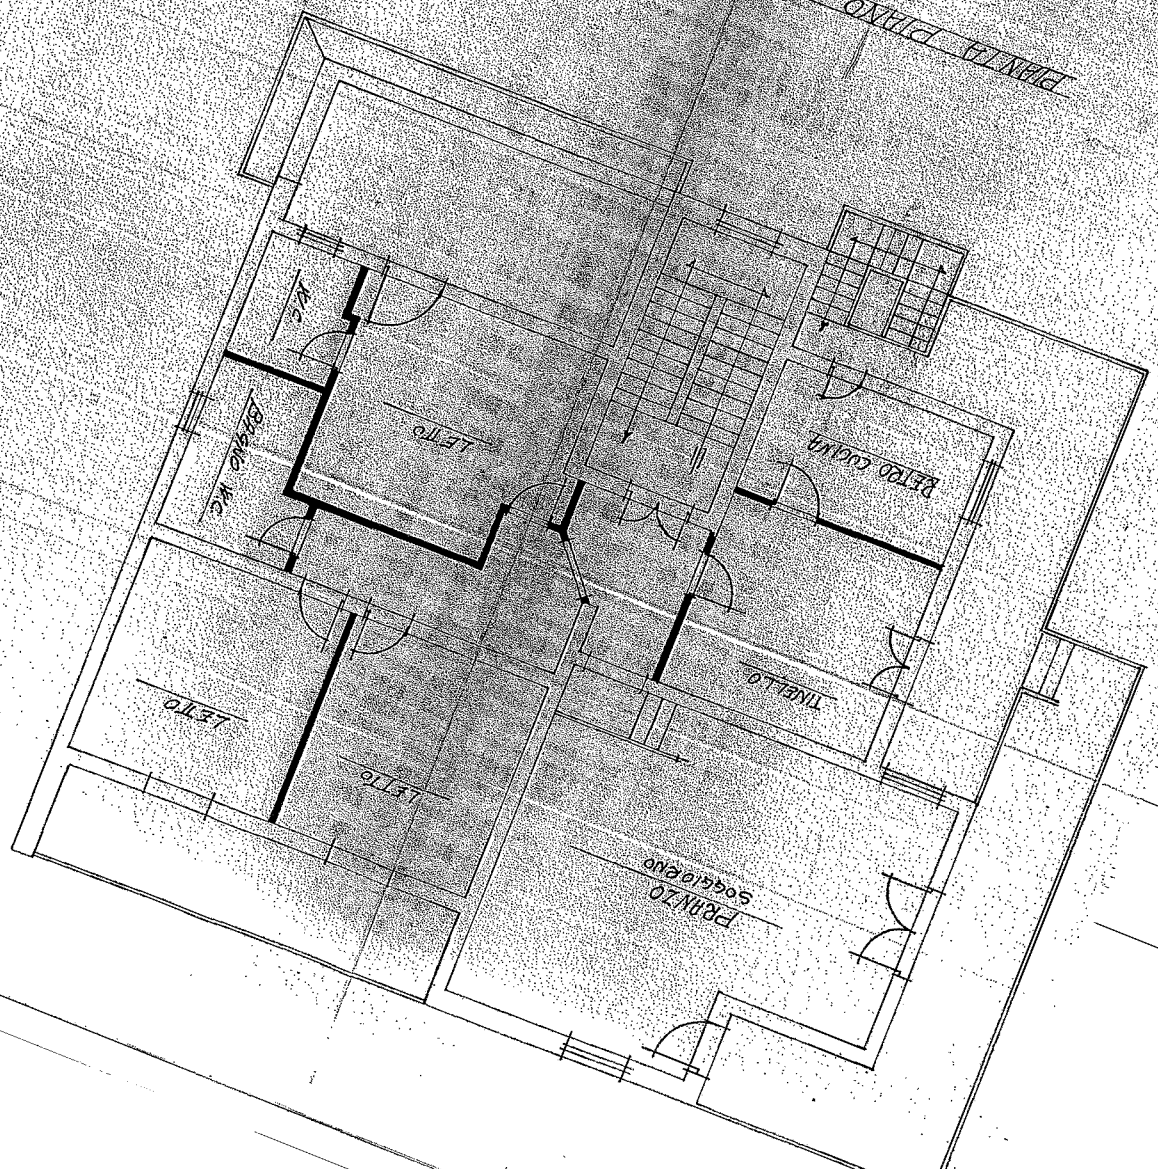 PIANTA PIANO
W.C
BAGNO W.C
LETTO
RETRO CUCINA
TINELLO
LETTO
LETTO
PRANZO
SOGGIORNO